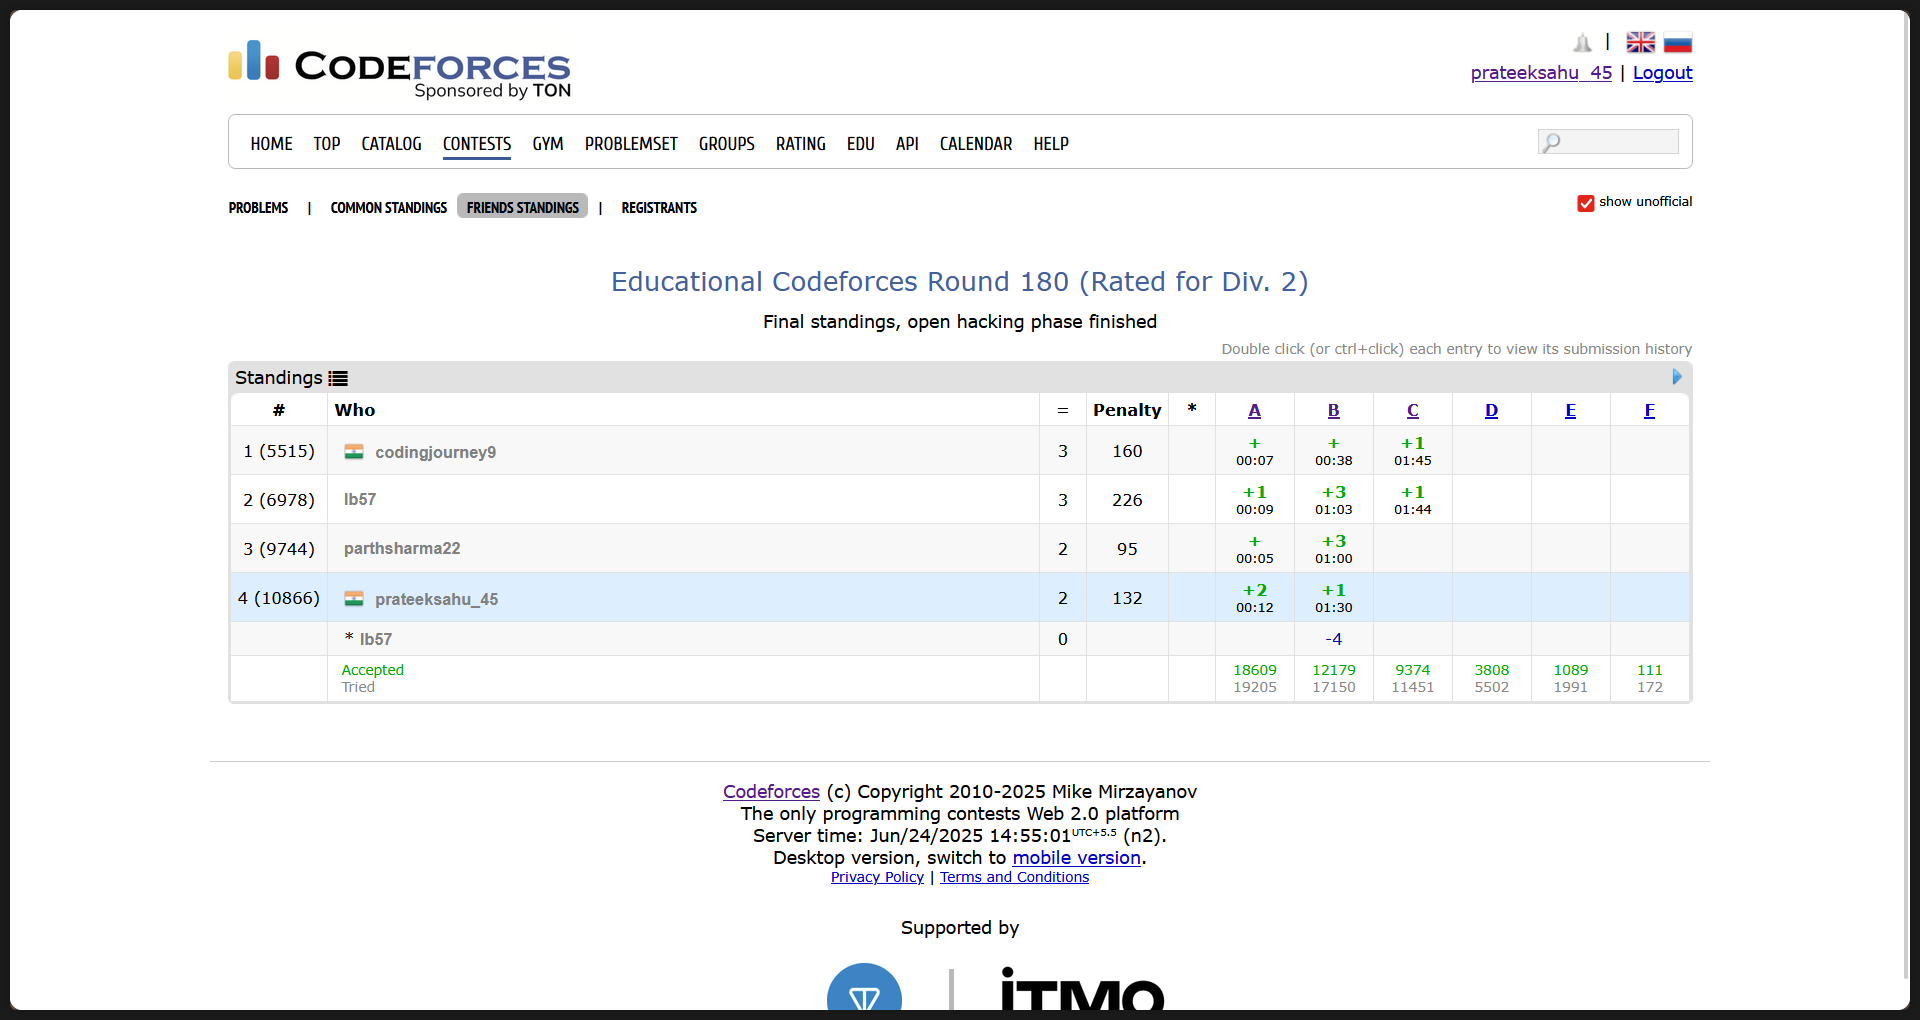 CODEFORCES
Sponsored by TON
|
prateeksahu_45 | Logout
HOME TOP CATALOG CONTESTS GYM PROBLEMSET GROUPS RATING EDU API CALENDAR HELP
PROBLEMS | COMMON STANDINGS FRIENDS STANDINGS | REGISTRANTS
show unofficial
Educational Codeforces Round 180 (Rated for Div. 2)
Final standings, open hacking phase finished
Double click (or ctrl+click) each entry to view its submission history
Standings
# Who = Penalty * A B C D E F
1 (5515) codingjourney9 3 160 + + +1
00:07 00:38 01:45
2 (6978) lb57 3 226 +1 +3 +1
00:09 01:03 01:44
3 (9744) parthsharma22 2 95 + +3
00:05 01:00
4 (10866) prateeksahu_45 2 132 +2 +1
00:12 01:30
* lb57 0 -4
Accepted 18609 12179 9374 3808 1089 111
Tried 19205 17150 11451 5502 1991 172
Codeforces (c) Copyright 2010-2025 Mike Mirzayanov
The only programming contests Web 2.0 platform
Server time: Jun/24/2025 14:55:01UTC+5.5 (n2).
Desktop version, switch to mobile version.
Privacy Policy | Terms and Conditions
Supported by
iTMO